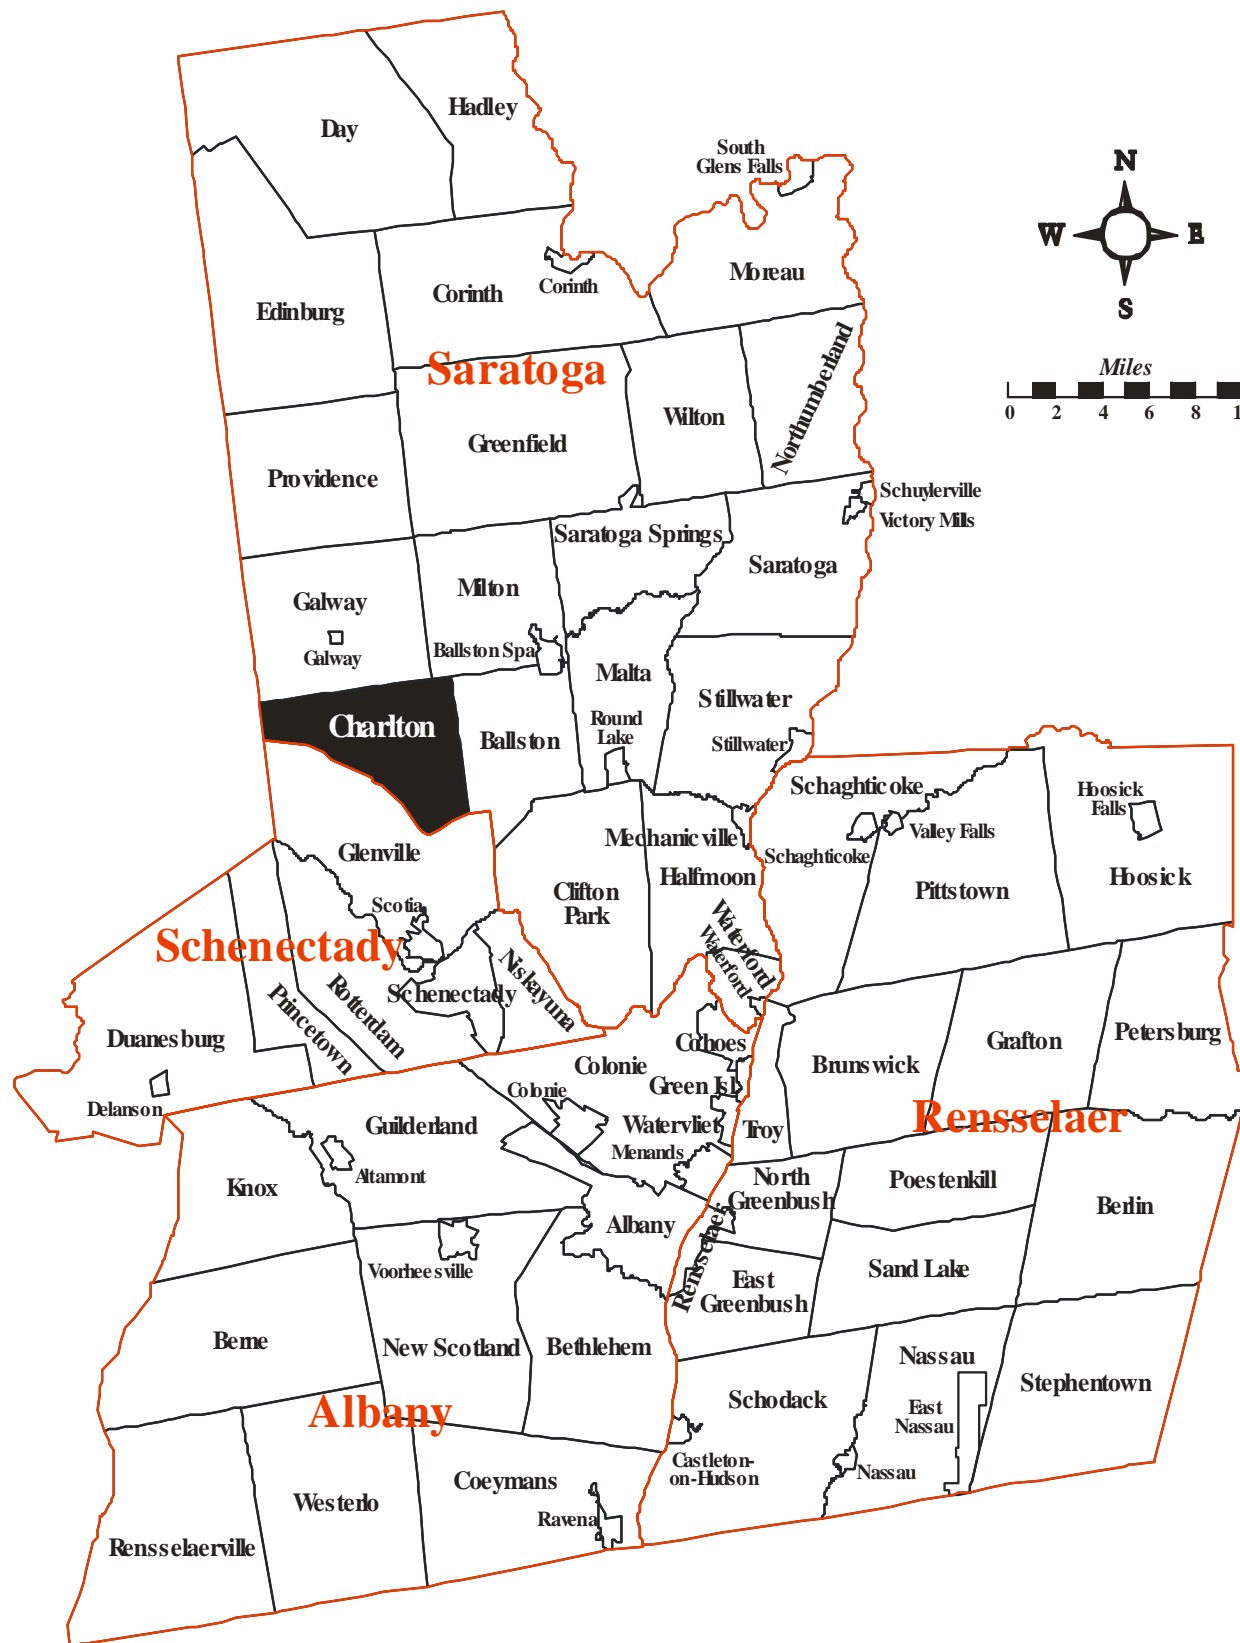 Hadley
Day
South
Glens Falls
N
W
E
S
Moreau
Corinth
Corinth
Edinburg
Northumberland
Saratoga
Miles
0 2 4 6 8 1
Wilton
Greenfield
Providence
Schuylerville
Victory Mills
Saratoga Springs
Saratoga
Milton
Galway
Galway
Ballston Spa
Malta
Stillwater
Charlton
Round
Lake
Ballston
Stillwater
Schaghticoke
Hoosick
Falls
Mechanicville
Valley Falls
Schaghticoke
Glenville
Halfmoon
Hoosick
Clifton
Park
Pittstown
Scotia
Waterford
Waterford
Schenectady
Niskayuna
Schenectady
Rotterdam
Princetown
Duanesburg
Cohoes
Grafton
Petersburg
Colonie
Brunswick
Green Isl
Colonie
Delanson
Rensselaer
Guilderland
Watervliet
Troy
Menands
Altamont
North
Greenbush
Poestenkill
Knox
Berlin
Albany
Rensselaer
Voorheesville
Sand Lake
East
Greenbush
Berne
New Scotland
Bethlehem
Nassau
Stephentown
Schodack
Albany
East
Nassau
Castleton-
on-Hudson
Nassau
Coeymans
Westerlo
Ravena
Rensselaerville